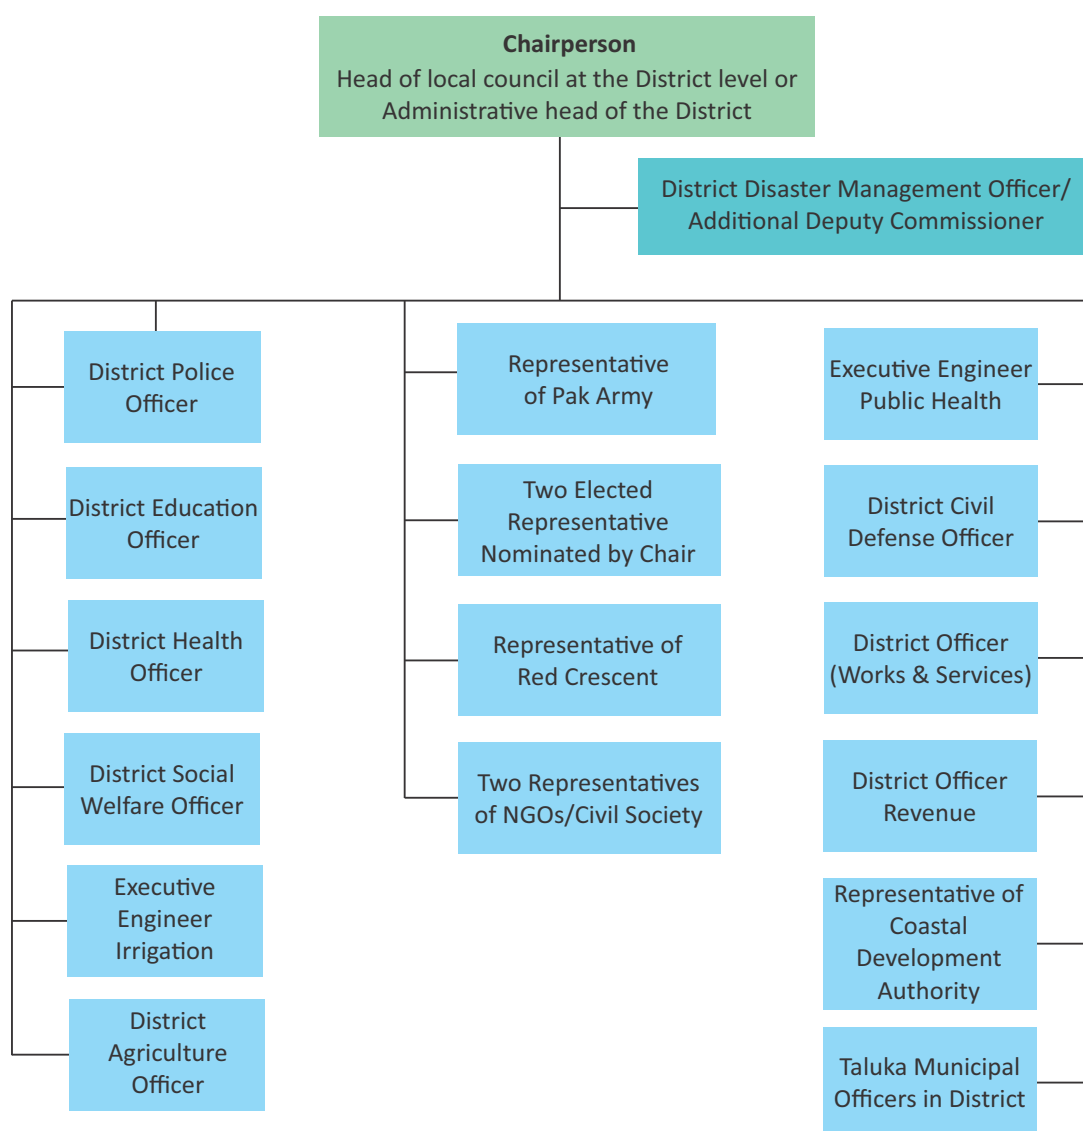 Chairperson
Head of local council at the District level or
Administrative head of the District
District Disaster Management Officer/
Additional Deputy Commissioner
District Police
Officer
District Education
Officer
District Health
Officer
District Social
Welfare Officer
Executive
Engineer
Irrigation
District
Agriculture
Officer
Representative
of Pak Army
Two Elected
Representative
Nominated by Chair
Representative of
Red Crescent
Two Representatives
of NGOs/Civil Society
Executive Engineer
Public Health
District Civil
Defense Officer
District Officer
(Works & Services)
District Officer
Revenue
Representative of
Coastal
Development
Authority
Taluka Municipal
Officers in District